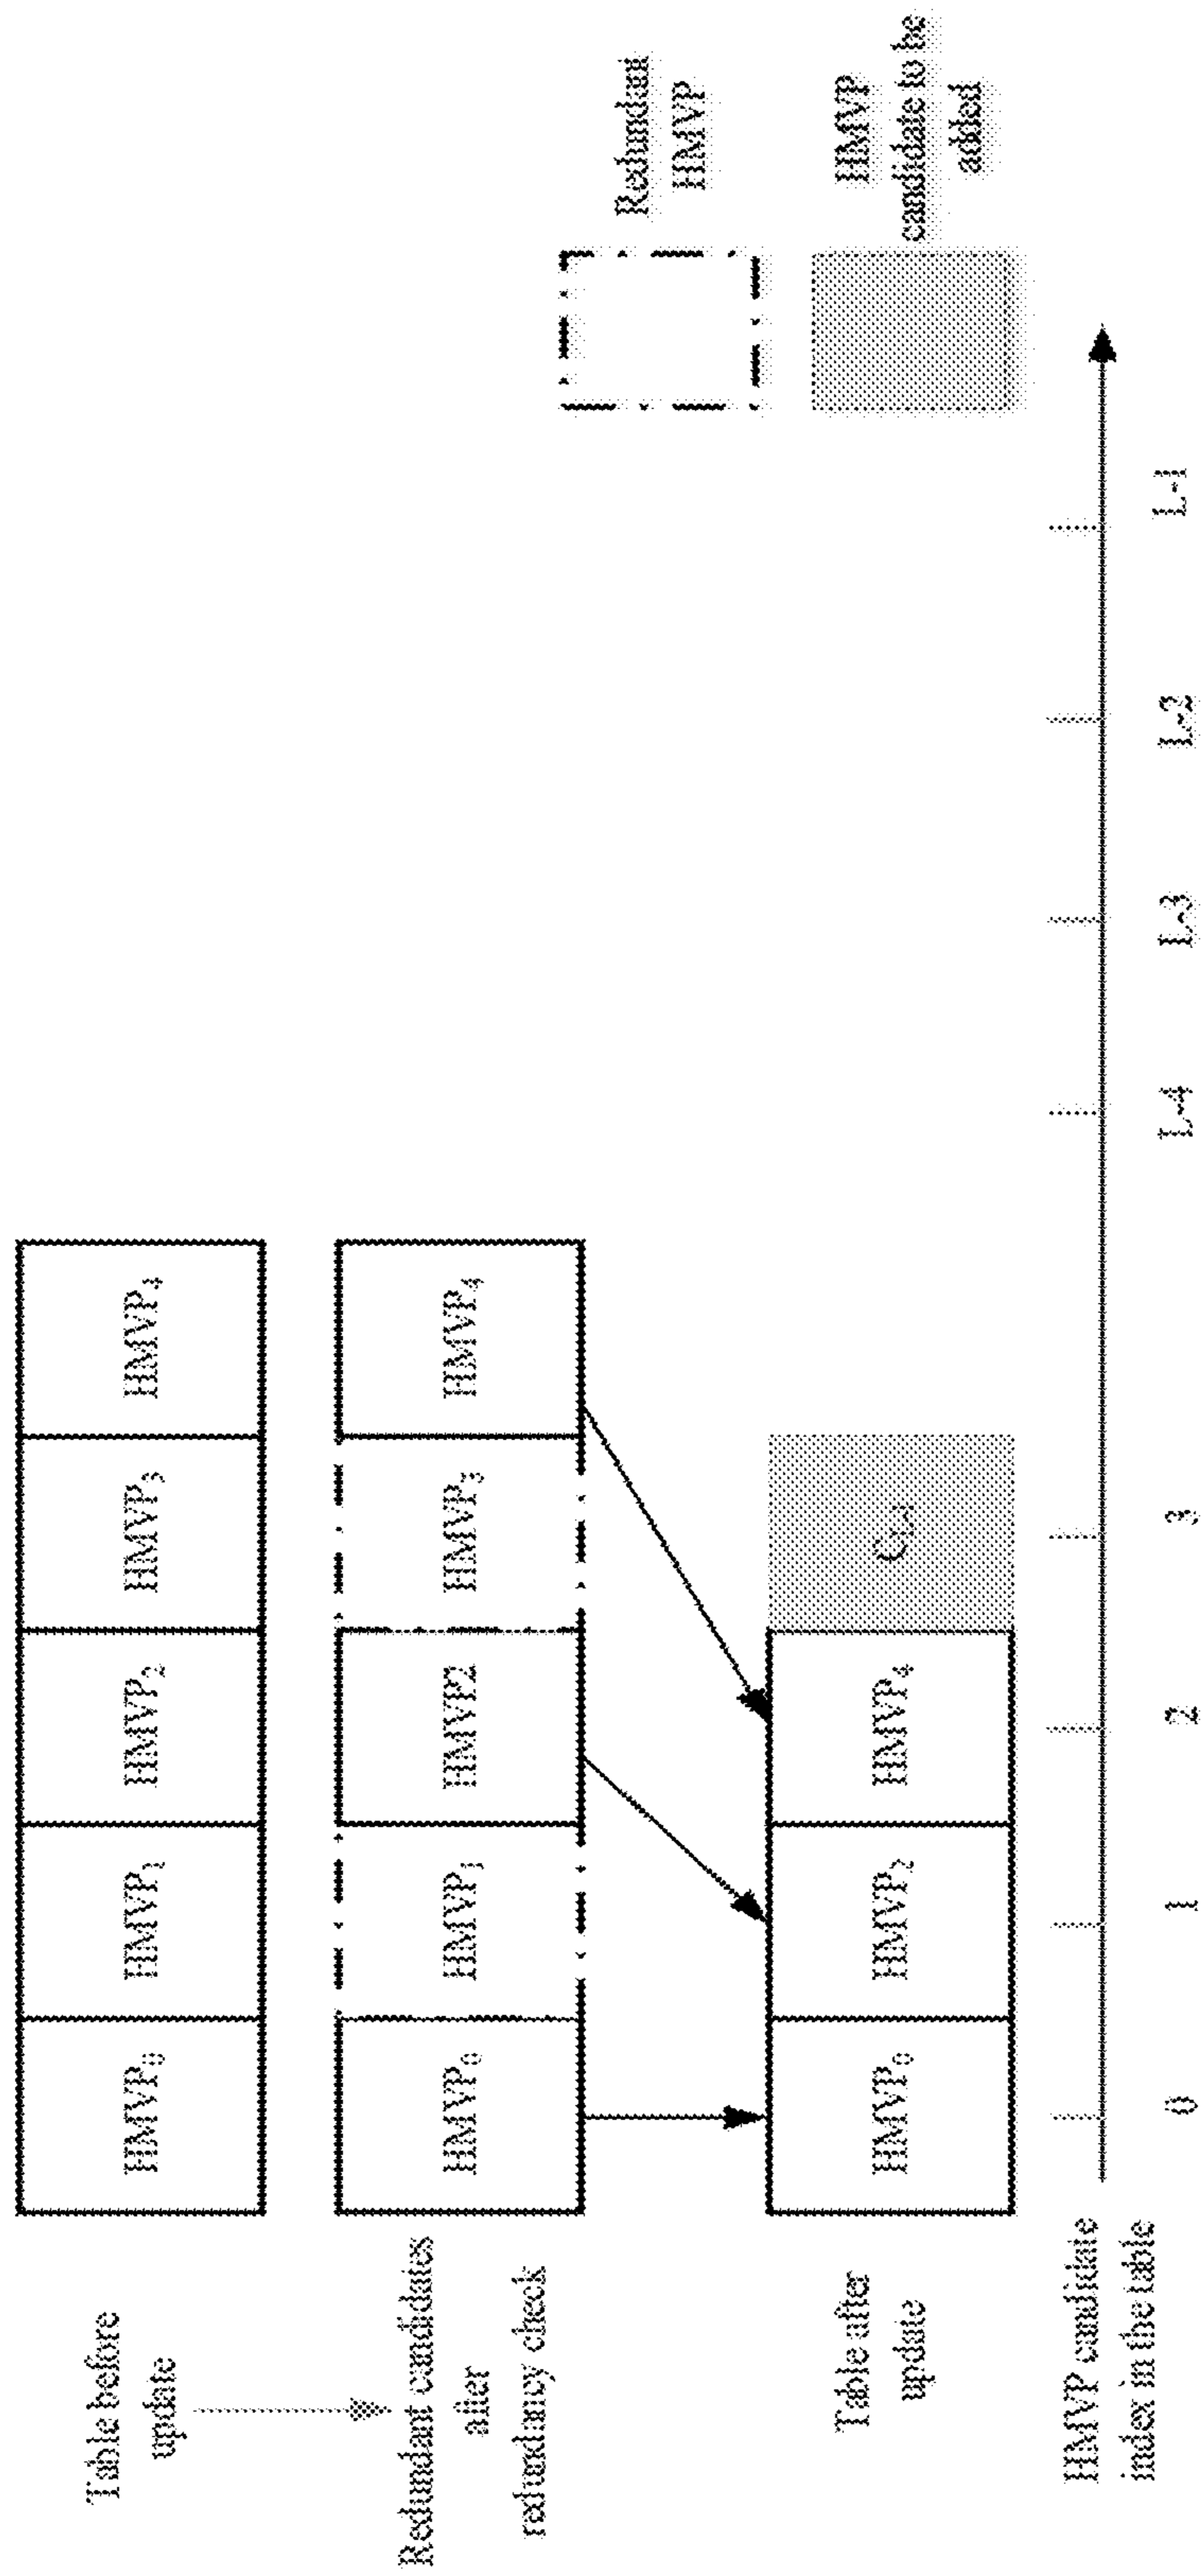 Table before
update
HMVP0
HMVP1
HMVP2
HMVP3
HMVP4
Redundant candidates
after
redundancy check
HMVP0
HMVP1
HMVP2
HMVP3
HMVP4
Redundant
HMVP
Table after
update
HMVP0
HMVP2
HMVP4
HMVP
candidate to be
added
HMVP candidate
index in the table
0
1
2
3
L-4
L-3
L-2
L-1